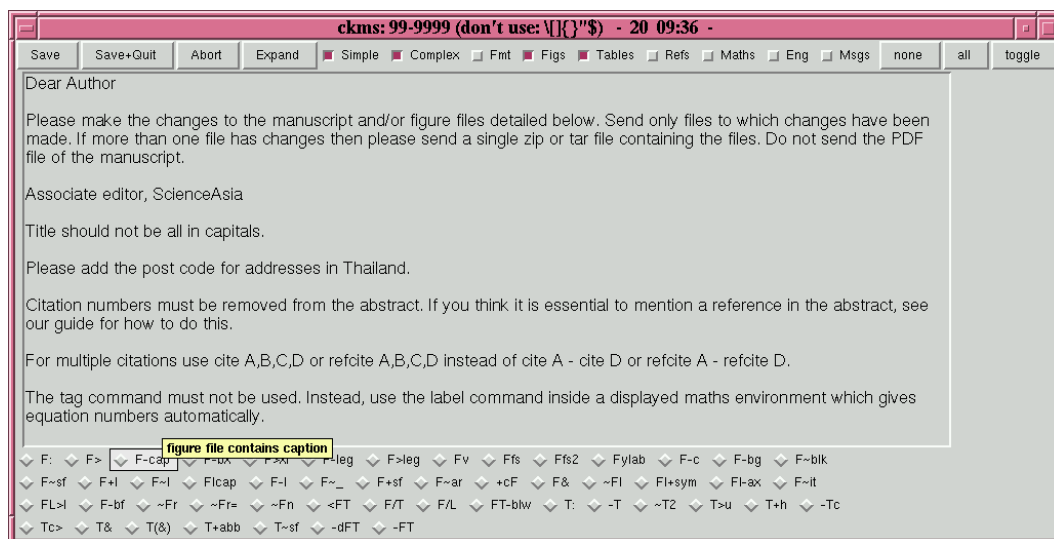 ckms: 99-9999 (don't use: \[]{}"$) - 20 09:36 -
Save Save+Quit Abort Expand Simple Complex Fmt Figs Tables Refs Maths Eng Msgs none all toggle
Dear Author
Please make the changes to the manuscript and/or figure files detailed below. Send only files to which changes have been
made. If more than one file has changes then please send a single zip or tar file containing the files. Do not send the PDF
file of the manuscript.
Associate editor, ScienceAsia
Title should not be all in capitals.
Please add the post code for addresses in Thailand.
Citation numbers must be removed from the abstract. If you think it is essential to mention a reference in the abstract, see
our guide for how to do this.
For multiple citations use cite A,B,C,D or refcite A,B,C,D instead of cite A - cite D or refcite A - refcite D.
The tag command must not be used. Instead, use the label command inside a displayed maths environment which gives
equation numbers automatically.
figure file contains caption
F: F> F-cap F-bx F>xl F-leg F>leg Fv Ffs Ffs2 Fylab F-c F-bg F~blk
F~sf F+l F~l Flcap F-l F~_ F+sf F~ar +cF F& ~Fl Fl+sym Fl-ax F~it
FL>l F-bf ~Fr ~Fr= ~Fn <FT F/T F/L FT-blw T: -T ~T2 T>u T+h -Tc
Tc> T& T(&) T+abb T~sf -dFT -FT